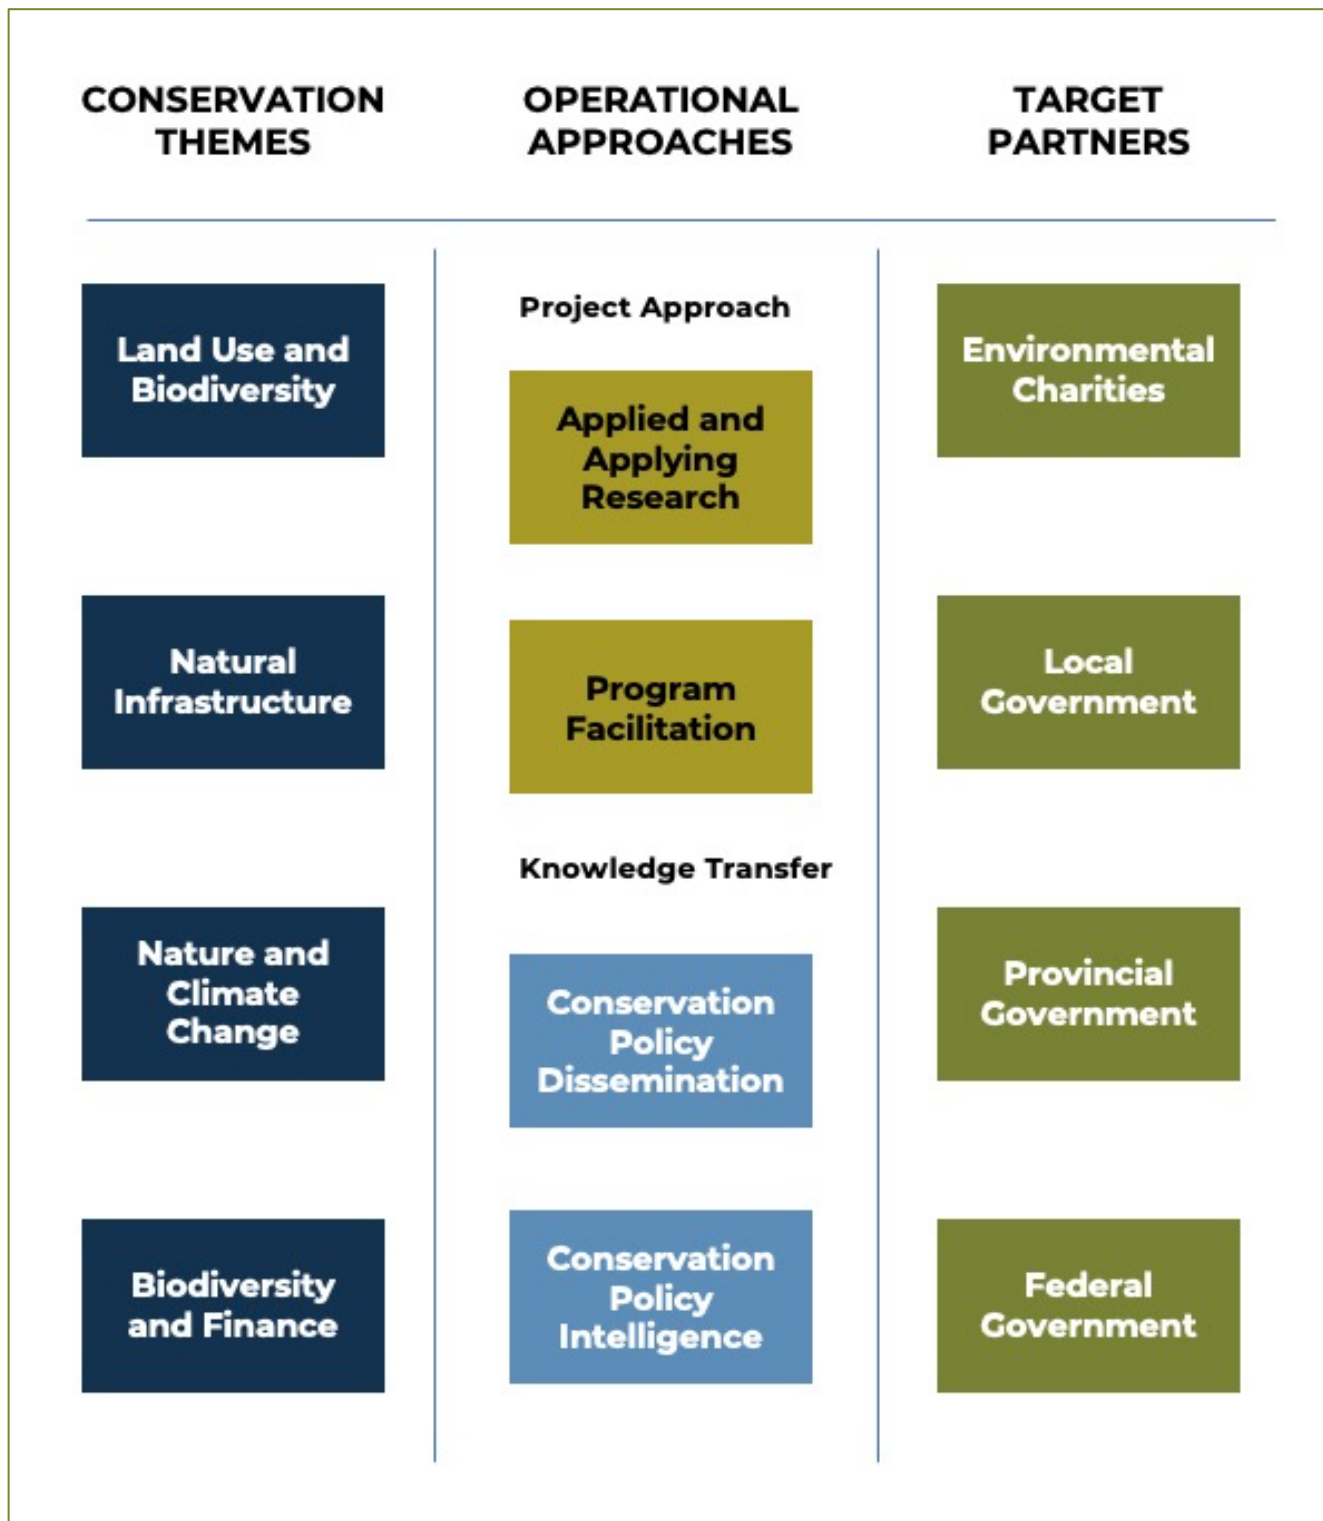 CONSERVATION
THEMES
OPERATIONAL
APPROACHES
TARGET
PARTNERS
Land Use and
Biodiversity
Natural
Infrastructure
Nature and
Climate
Change
Biodiversity
and Finance
Project Approach
Applied and
Applying
Research
Program
Facilitation
Knowledge Transfer
Conservation
Policy
Dissemination
Conservation
Policy
Intelligence
Environmental
Charities
Local
Government
Provincial
Government
Federal
Government